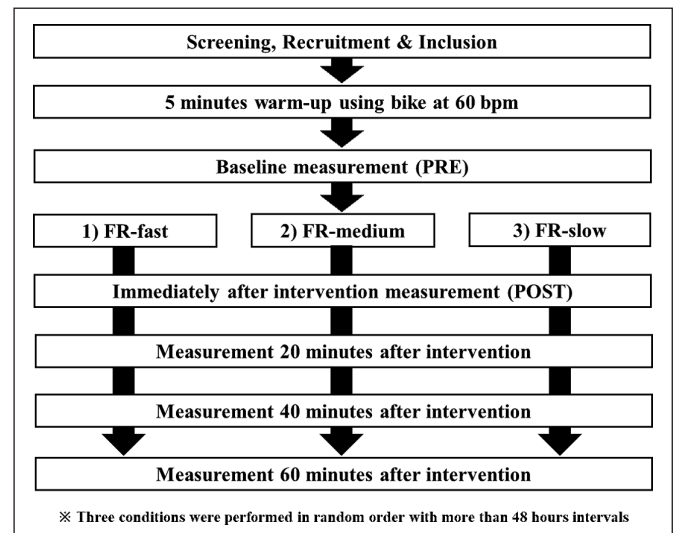 Screening, Recruitment & Inclusion
5 minutes warm-up using bike at 60 bpm
Baseline measurement (PRE)
1) FR-fast
2) FR-medium
3) FR-slow
Immediately after intervention measurement (POST)
Measurement 20 minutes after intervention
Measurement 40 minutes after intervention
Measurement 60 minutes after intervention
※ Three conditions were performed in random order with more than 48 hours intervals